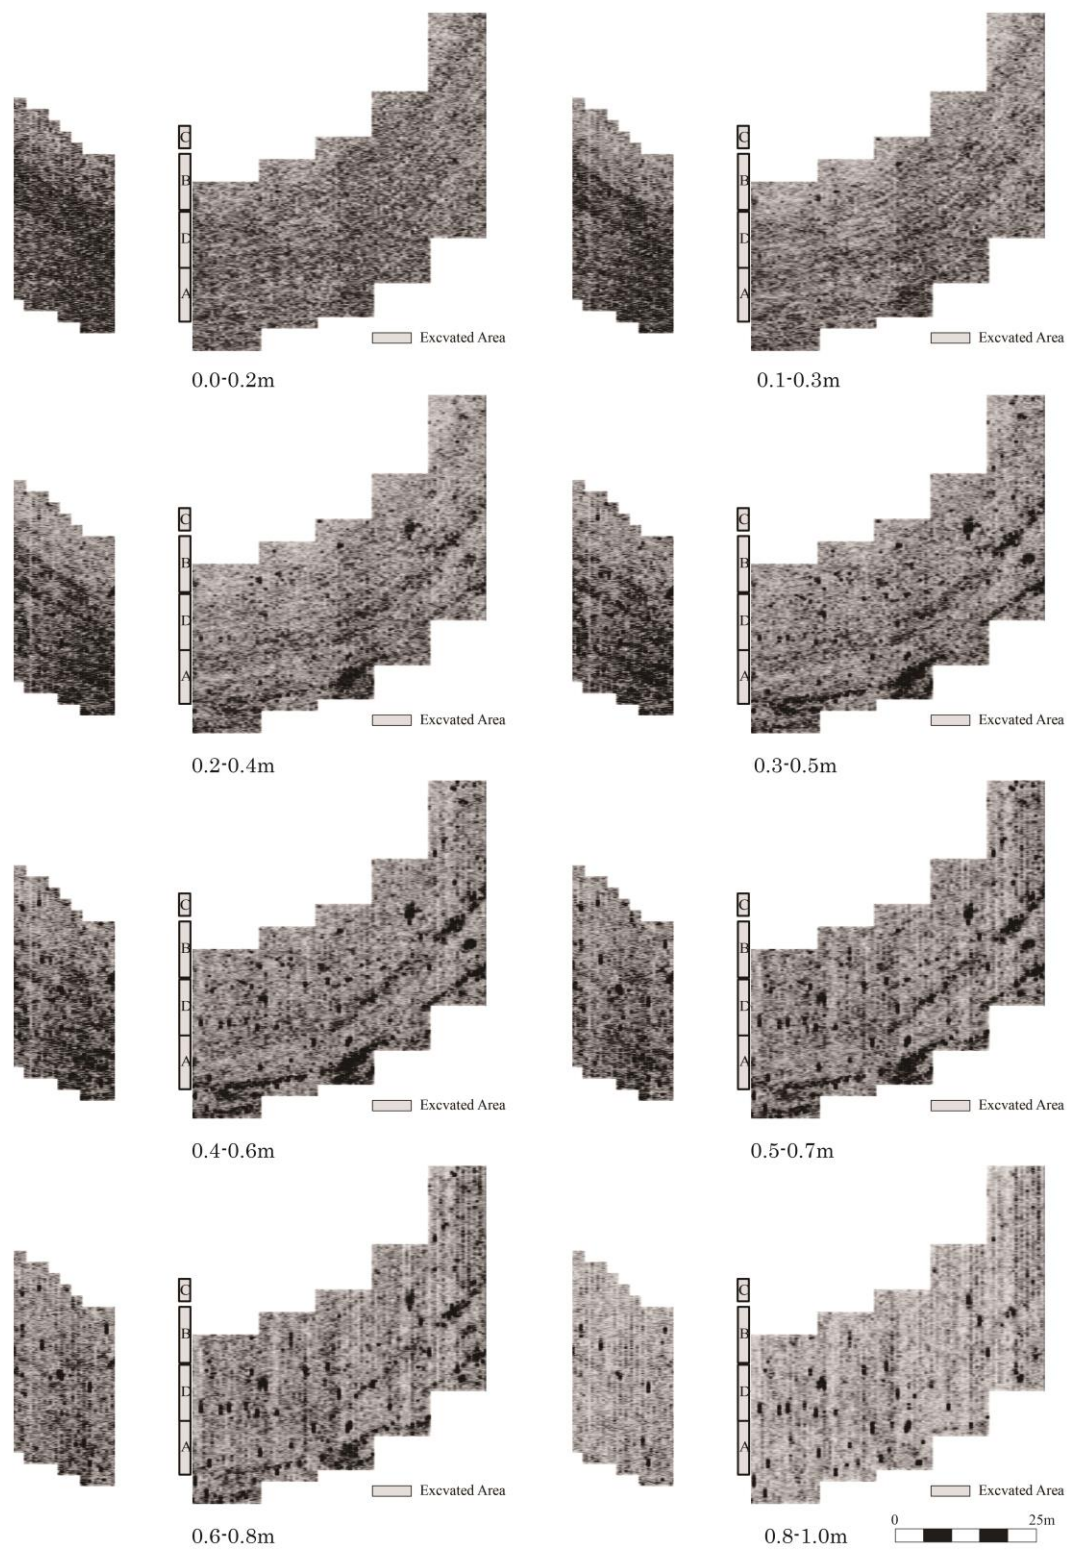 C
B
D
A
Excvated Area
0.0-0.2m
C
B
D
A
Excvated Area
0.1-0.3m
C
B
D
A
Excvated Area
0.2-0.4m
C
B
D
A
Excvated Area
0.3-0.5m
C
B
D
A
Excvated Area
0.4-0.6m
C
B
D
A
Excvated Area
0.5-0.7m
C
B
D
A
Excvated Area
0.6-0.8m
C
B
D
A
Excvated Area
0.8-1.0m
0 25m